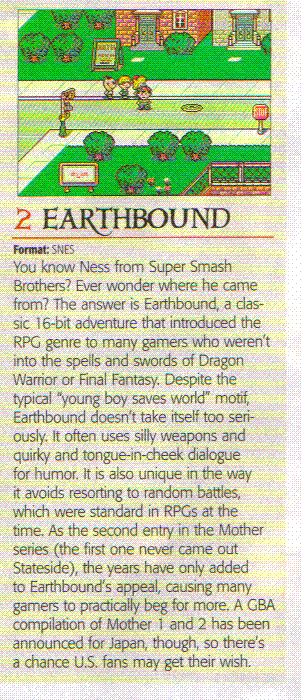 2 EARTHBOUND
Format: SNES
You know Ness from Super Smash
Brothers? Ever wonder where he came
from? The answer is Earthbound, a clas-
sic 16-bit adventure that introduced the
RPG genre to many gamers who weren't
into the spells and swords of Dragon
Warrior or Final Fantasy. Despite the
typical "young boy saves world" motif,
Earthbound doesn't take itself too seri-
ously. It often uses silly weapons and
quirky and tongue-in-cheek dialogue
for humor. It is also unique in the way
it avoids resorting to random battles,
which were standard in RPGs at the
time. As the second entry in the Mother
series (the first one never came out
Stateside), the years have only added
to Earthbound's appeal, causing many
gamers to practically beg for more. A GBA
compilation of Mother 1 and 2 has been
announced for Japan, though, so there's
a chance U.S. fans may get their wish.